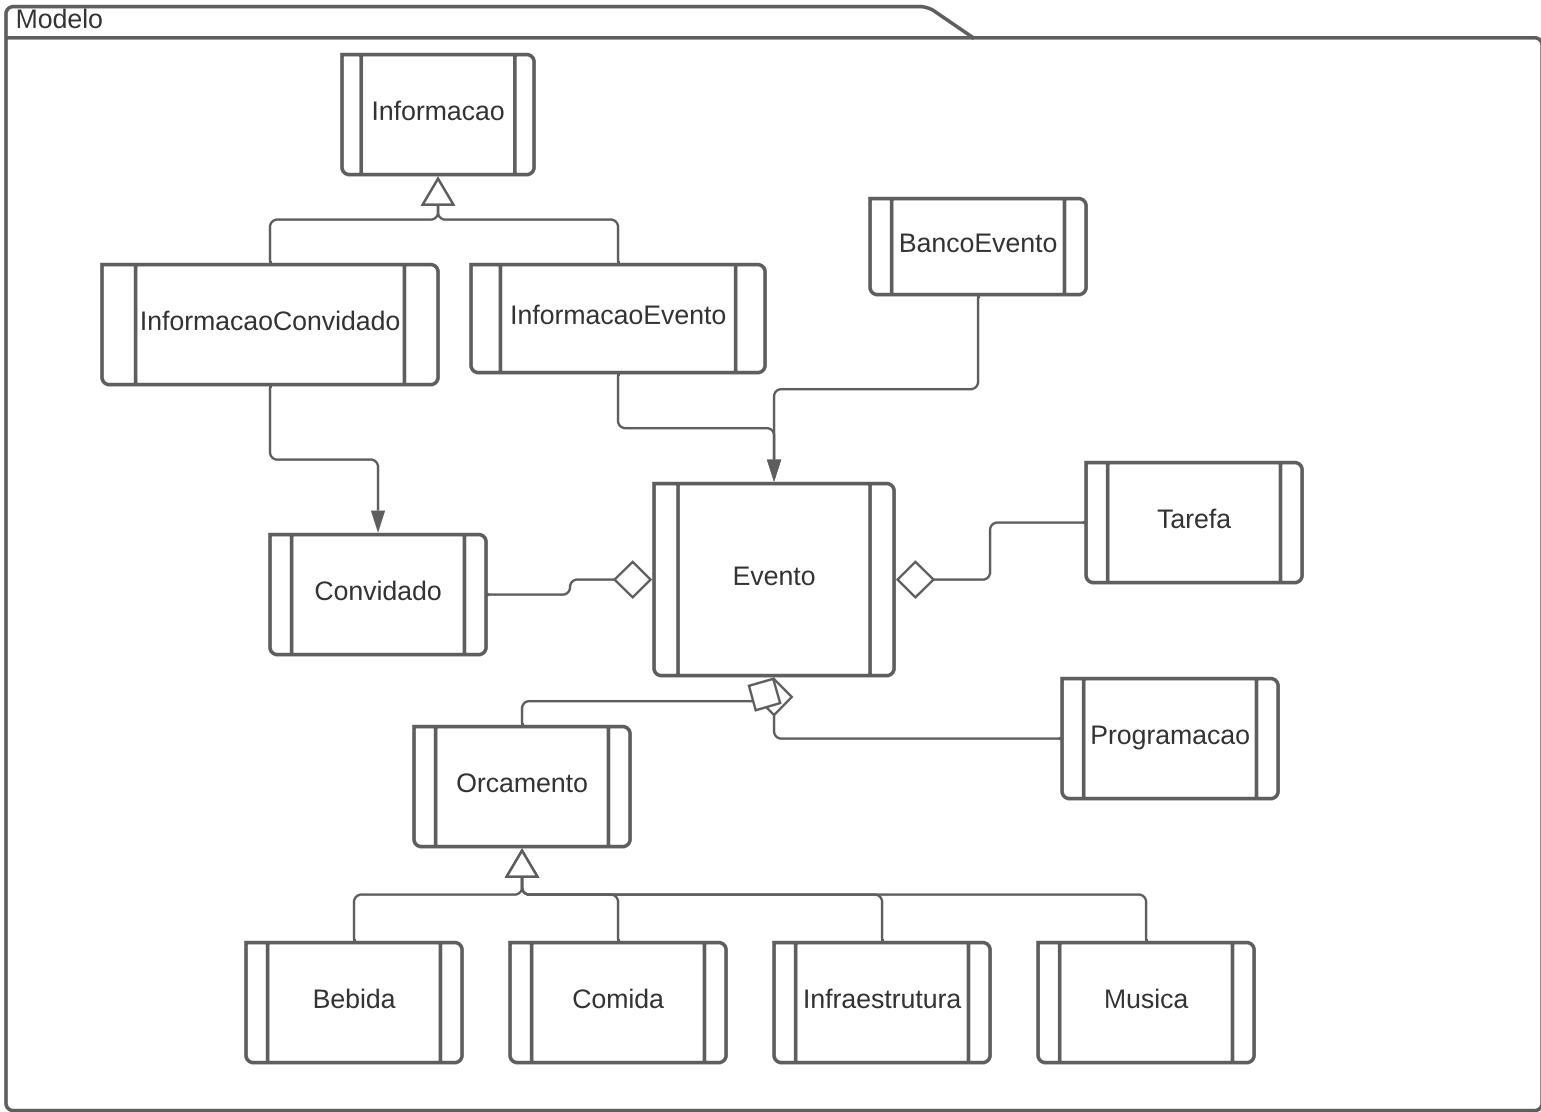 Modelo
Informacao
BancoEvento
InformacaoConvidado
InformacaoEvento
Tarefa
Evento
Convidado
Programacao
Orcamento
Bebida
Comida
Infraestrutura
Musica